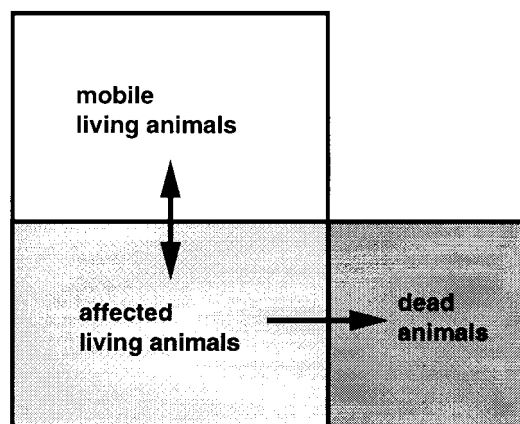 mobile
living animals
affected
living animals
dead
animals